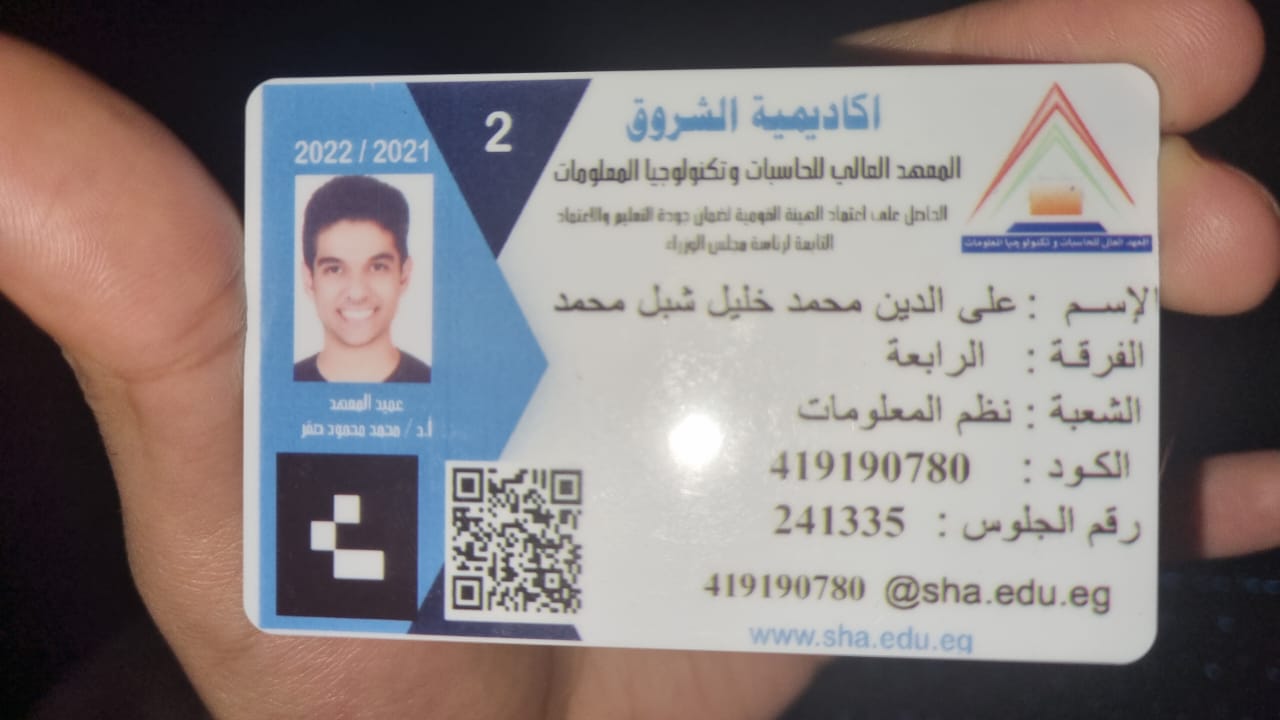 اكاديمية الشروق
المعهد العالي للحاسبات وتكنولوجيا المعلومات
الحاصل على اعتماد الهيئة القومية لضمان جودة التعليم والاعتماد
التابعة لرئاسة مجلس الوزراء
المعهد العالى للحاسبات و تكنولوجيا المعلومات
2
2022 / 2021
الإسم : على الدين محمد خليل شبل محمد
الفرقة : الرابعة
الشعبة : نظم المعلومات
الكود : 419190780
رقم الجلوس : 241335
419190780 @sha.edu.eg
www.sha.edu.eg
عميد المعهد
أ.د / محمد محمود صقر